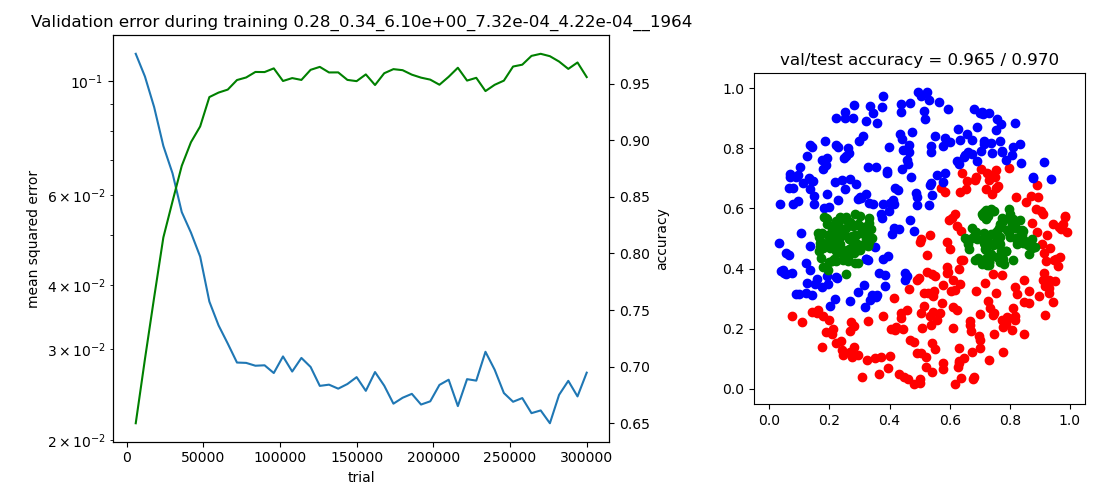 Validation error during training 0.28_0.34_6.10e+00_7.32e-04_4.22e-04__1964
mean squared error
10⁻¹
6 × 10⁻²
4 × 10⁻²
3 × 10⁻²
2 × 10⁻²
0 50000 100000 150000 200000 250000 300000
trial
0.95
0.90
0.85
0.80
0.75
0.70
0.65
accuracy
val/test accuracy = 0.965 / 0.970
1.0
0.8
0.6
0.4
0.2
0.0
0.0 0.2 0.4 0.6 0.8 1.0